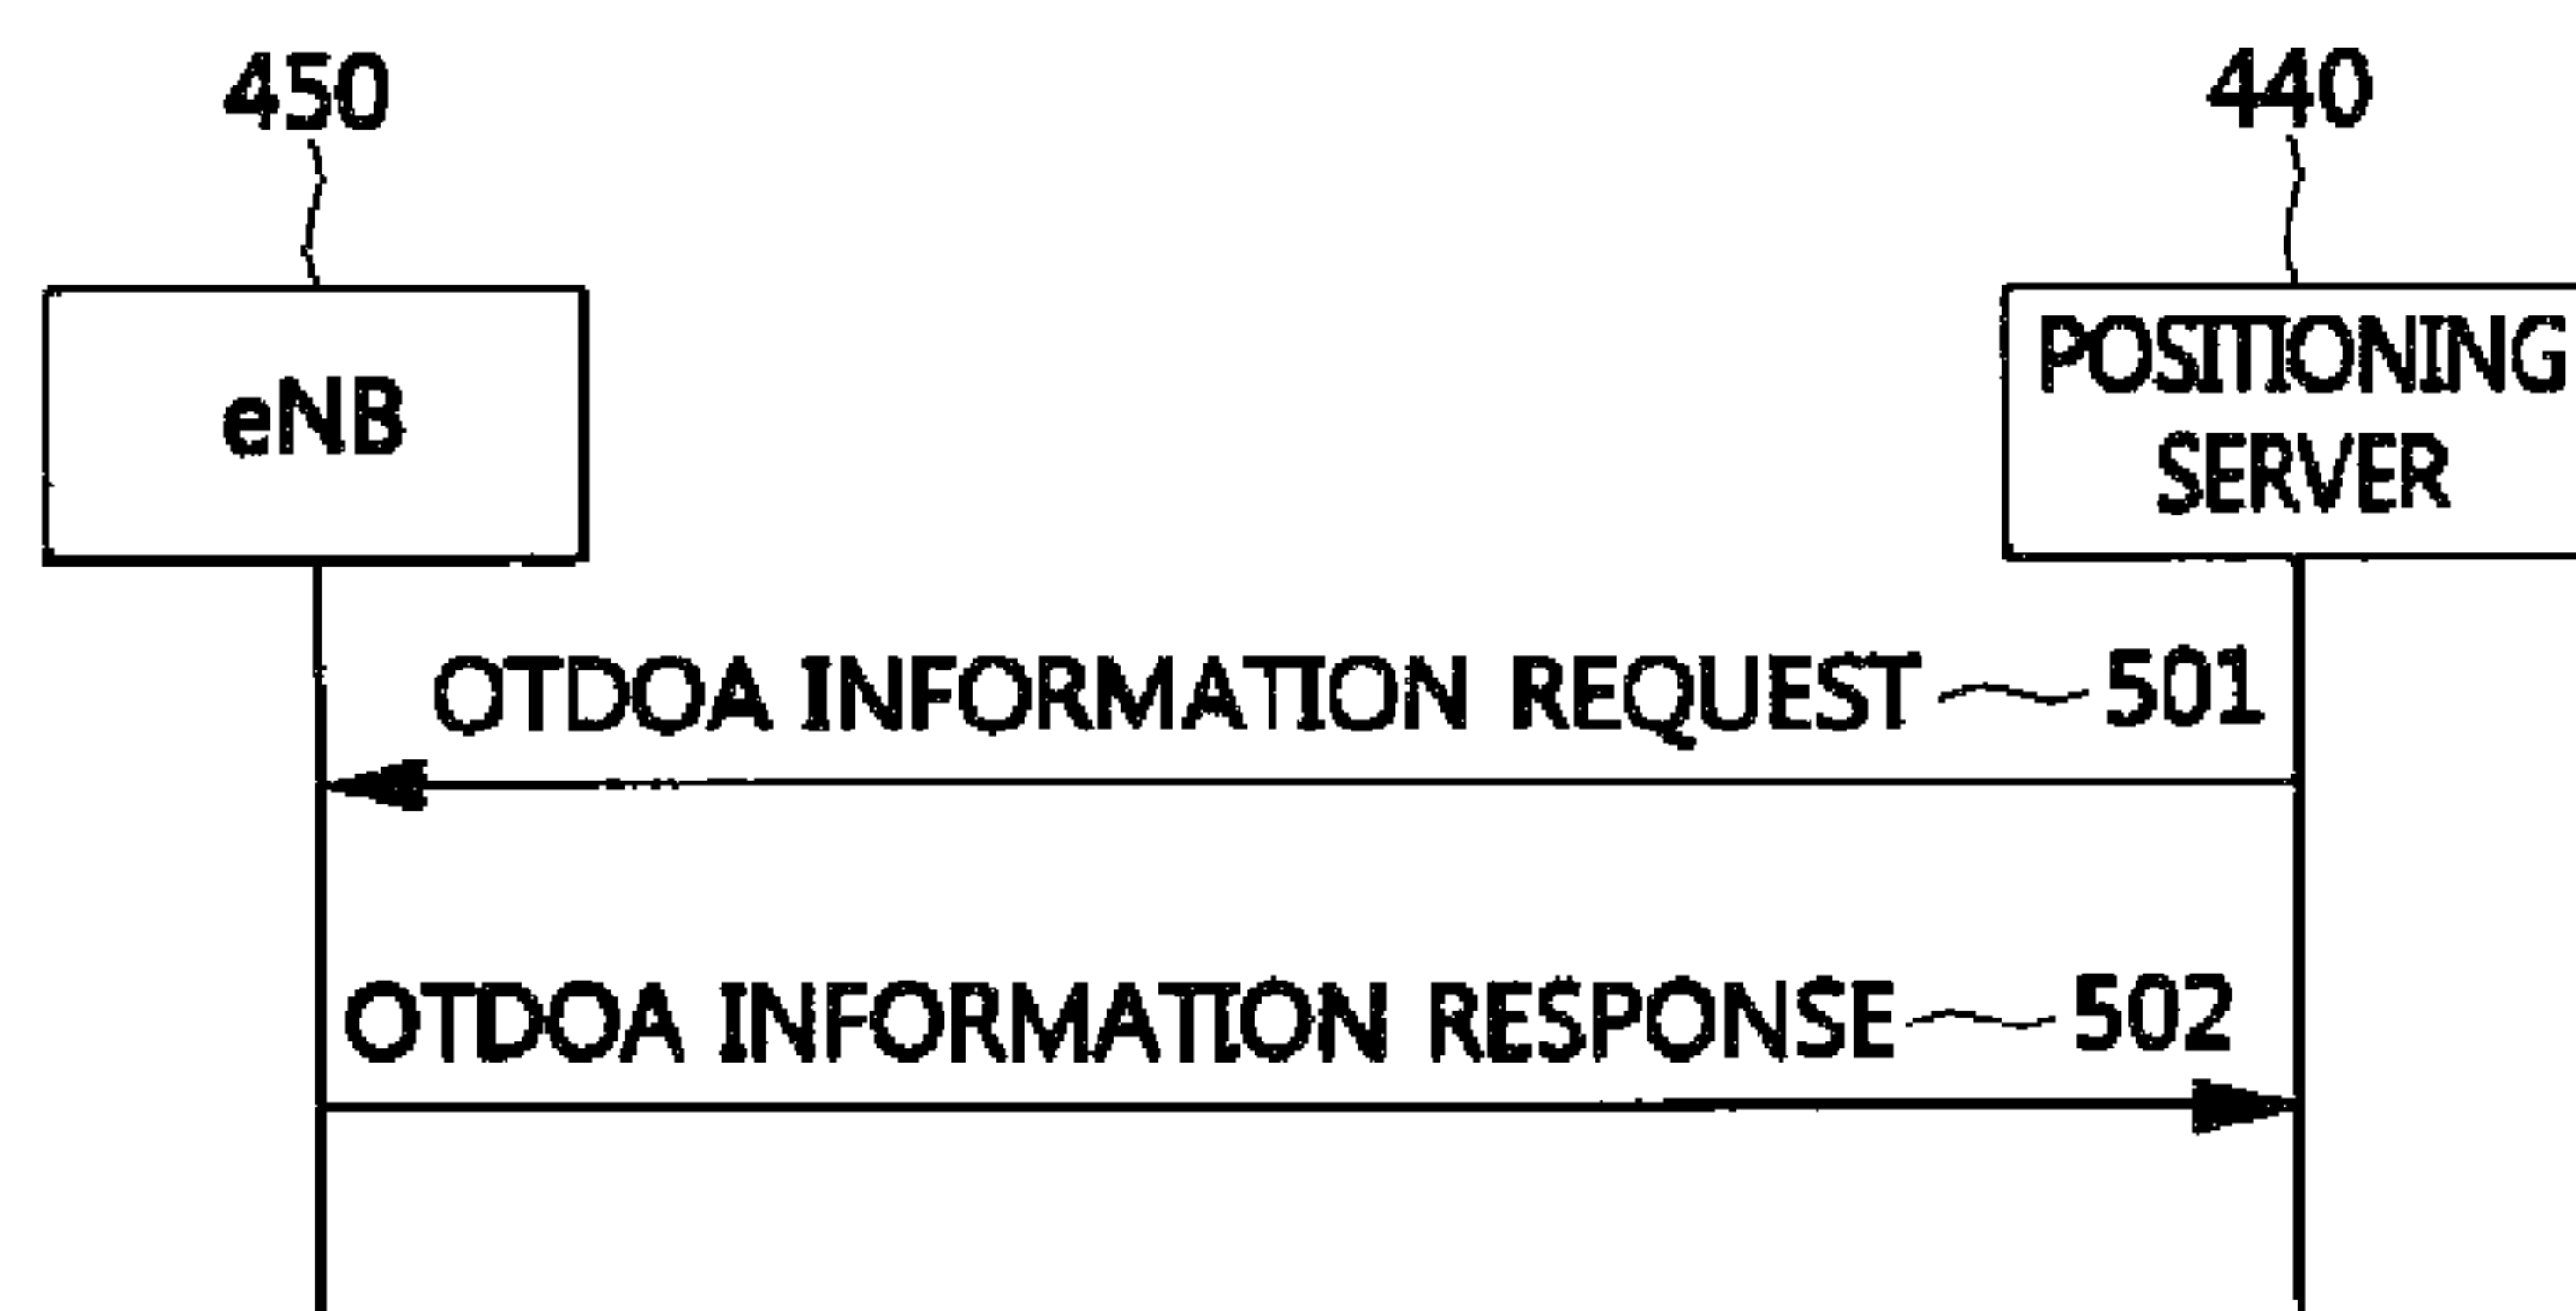 450
440
eNB
POSITIONING
SERVER
OTDOA INFORMATION REQUEST 501
OTDOA INFORMATION RESPONSE 502